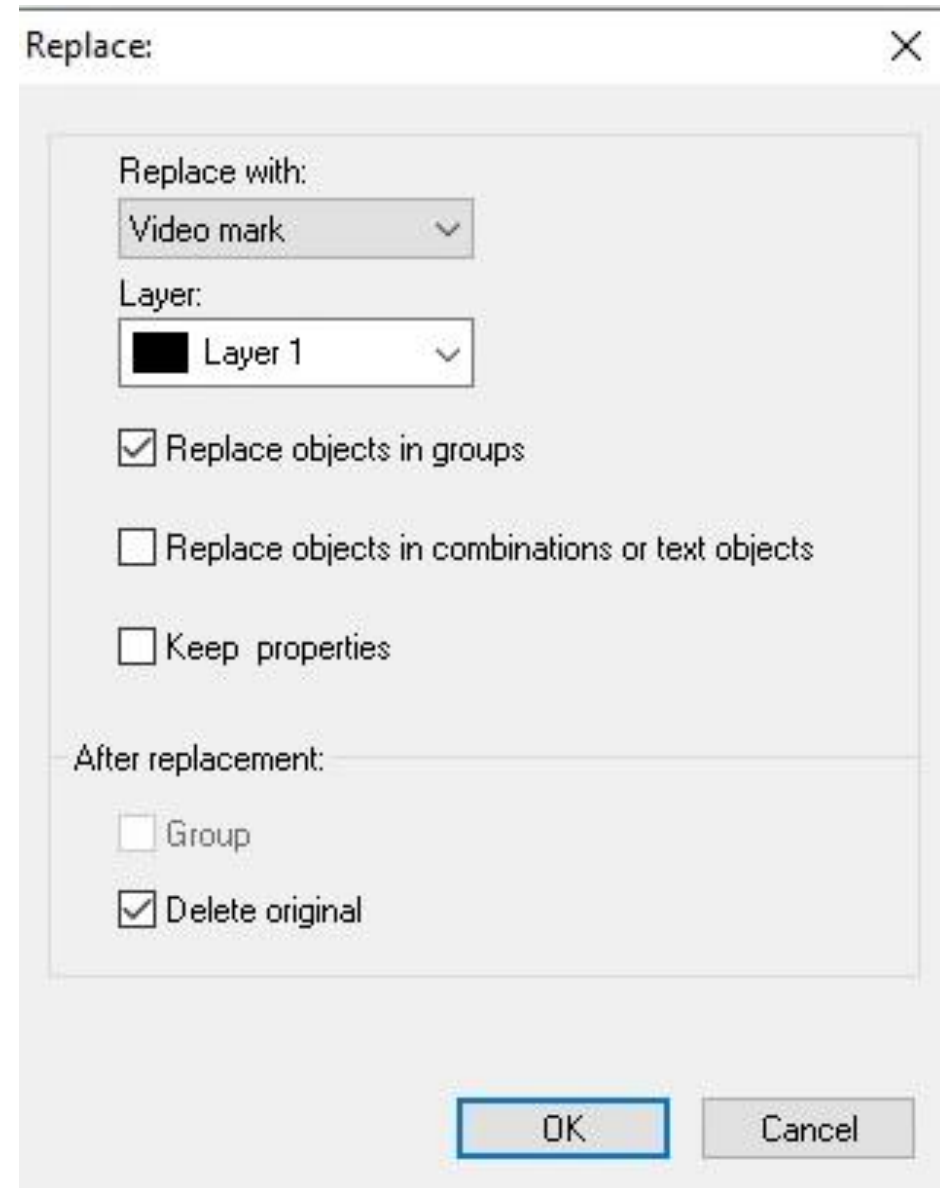 Replace:
Replace with:
Video mark
Layer:
Layer 1
Replace objects in groups
Replace objects in combinations or text objects
Keep  properties
After replacement:
Group
Delete original
OK
Cancel